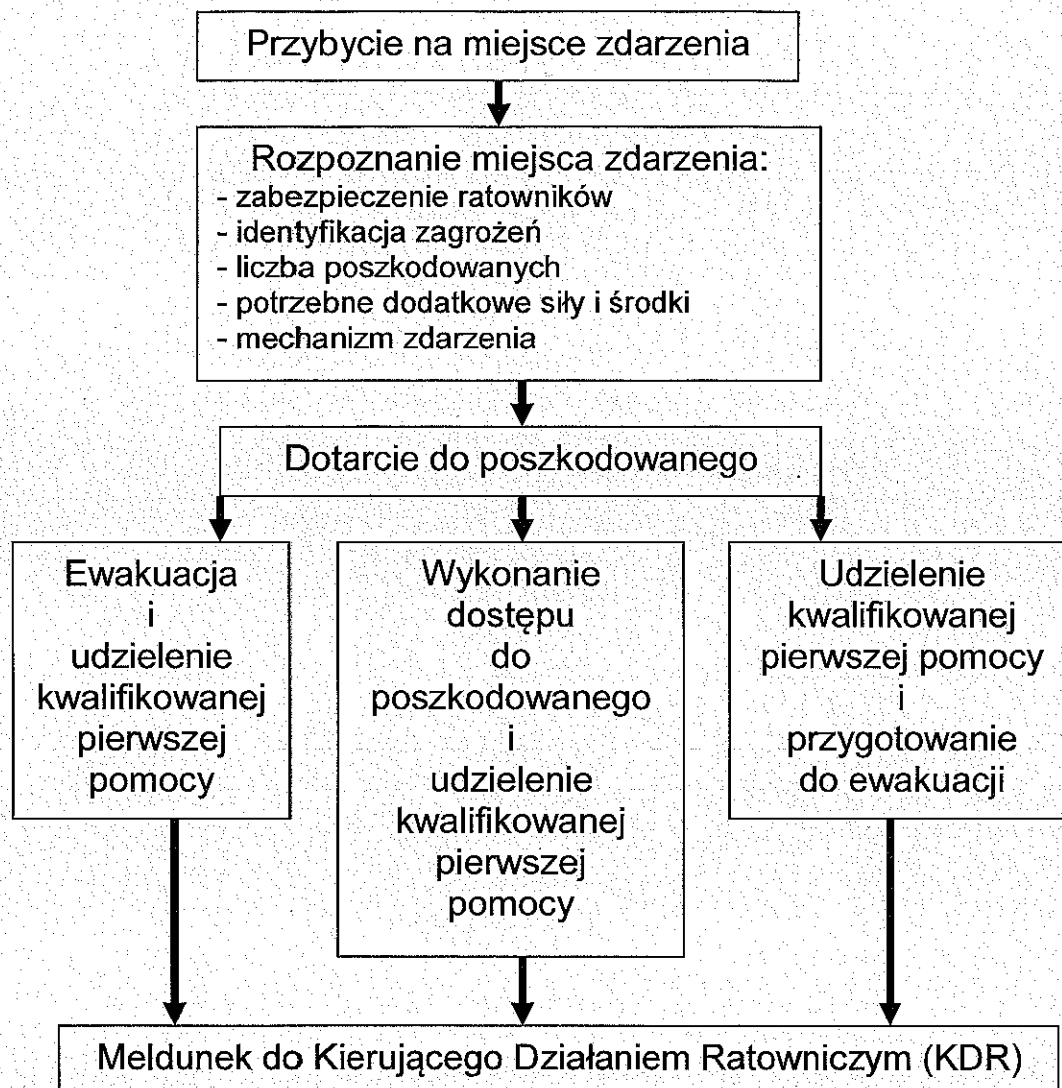 Przybycie na miejsce zdarzenia
Rozpoznanie miejsca zdarzenia:
- zabezpieczenie ratowników
- identyfikacja zagrożeń
- liczba poszkodowanych
- potrzebne dodatkowe siły i środki
- mechanizm zdarzenia
Dotarcie do poszkodowanego
Ewakuacja
i
udzielenie
kwalifikowanej
pierwszej
pomocy
Wykonanie
dostępu
do
poszkodowanego
i
udzielenie
kwalifikowanej
pierwszej
pomocy
Udzielenie
kwalifikowanej
pierwszej pomocy
i
przygotowanie
do ewakuacji
Meldunek do Kierującego Działaniem Ratowniczym (KDR)